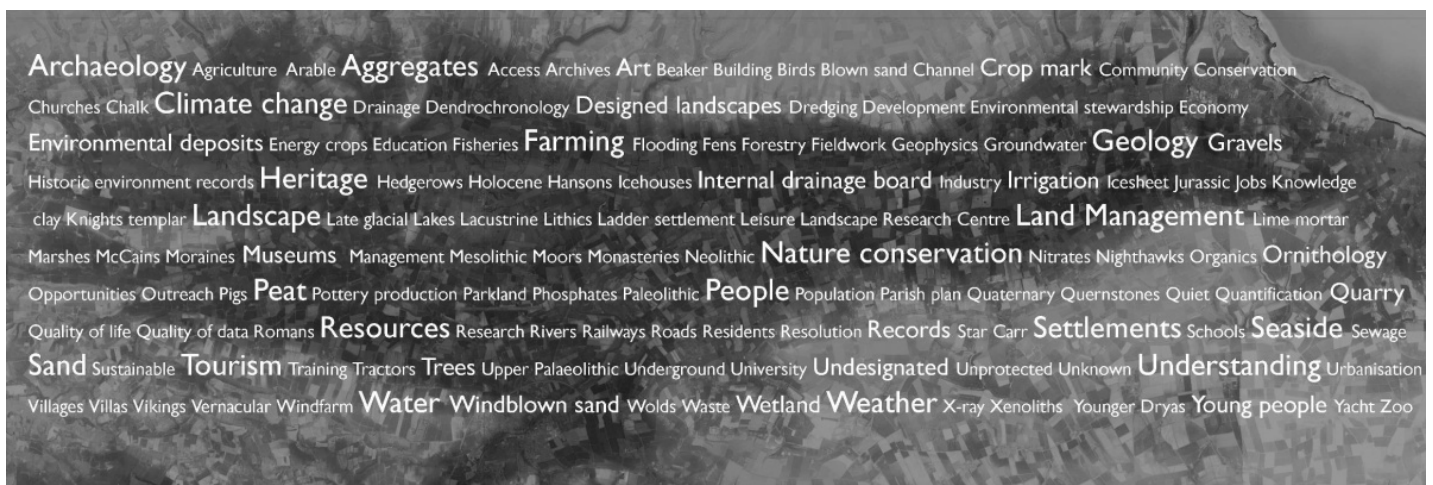 Archaeology Agriculture Arable Aggregates Access Archives Art Beaker Building Birds Blown sand Channel Crop mark Community Conservation
Churches Chalk Climate change Drainage Dendrochronology Designed landscapes Dredging Development Environmental stewardship Economy
Environmental deposits Energy crops Education Fisheries Farming Flooding Fens Forestry Fieldwork Geophysics Groundwater Geology Gravels
Historic environment records Heritage Hedgerows Holocene Hansons Icehouses Internal drainage board Industry Irrigation Icesheet Jurassic Jobs Knowledge
clay Knights templar Landscape Late glacial Lakes Lacustrine Lithics Ladder settlement Leisure Landscape Research Centre Land Management Lime mortar
Marshes McCains Moraines Museums Management Mesolithic Moors Monasteries Neolithic Nature conservation Nitrates Nighthawks Organics Ornithology
Opportunities Outreach Pigs Peat Pottery production Parkland Phosphates Paleolithic People Population Parish plan Quaternary Quernstones Quiet Quantification Quarry
Quality of life Quality of data Romans Resources Research Rivers Railways Roads Residents Resolution Records Star Carr Settlements Schools Seaside Sewage
Sand Sustainable Tourism Training Tractors Trees Upper Palaeolithic Underground University Undesignated Unprotected Unknown Understanding Urbanisation
Villages Villas Vikings Vernacular Windfarm Water Windblown sand Wolds Waste Wetland Weather X-ray Xenoliths Younger Dryas Young people Yacht Zoo